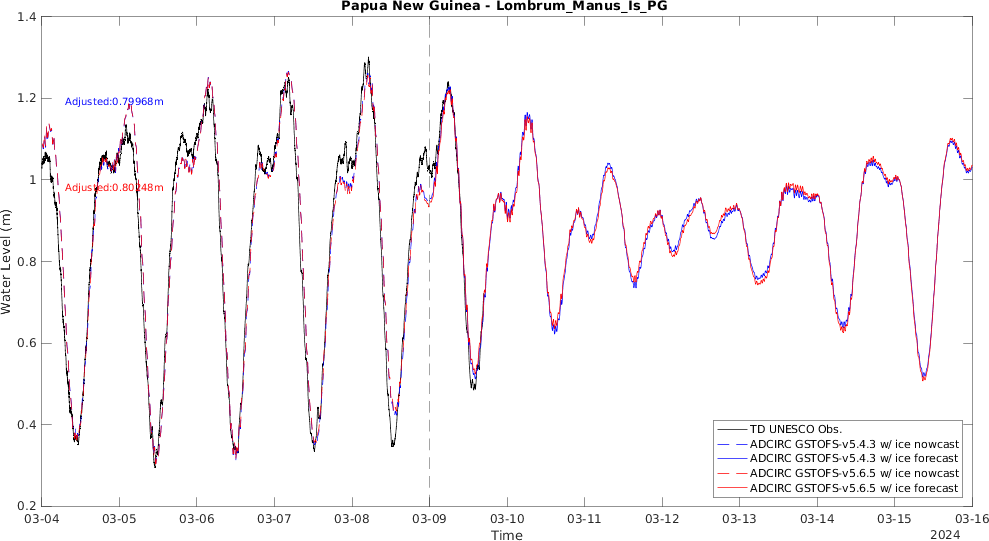 Papua New Guinea - Lombrum_Manus_Is_PG
1.4
1.2
1
0.8
0.6
0.4
0.2
Water Level (m)
Adjusted:0.79968m
Adjusted:0.80248m
TD UNESCO Obs.
ADCIRC GSTOFS-v5.4.3 w/ ice nowcast
ADCIRC GSTOFS-v5.4.3 w/ ice forecast
ADCIRC GSTOFS-v5.6.5 w/ ice nowcast
ADCIRC GSTOFS-v5.6.5 w/ ice forecast
03-04 03-05 03-06 03-07 03-08 03-09 03-10 03-11 03-12 03-13 03-14 03-15 03-16
Time
2024